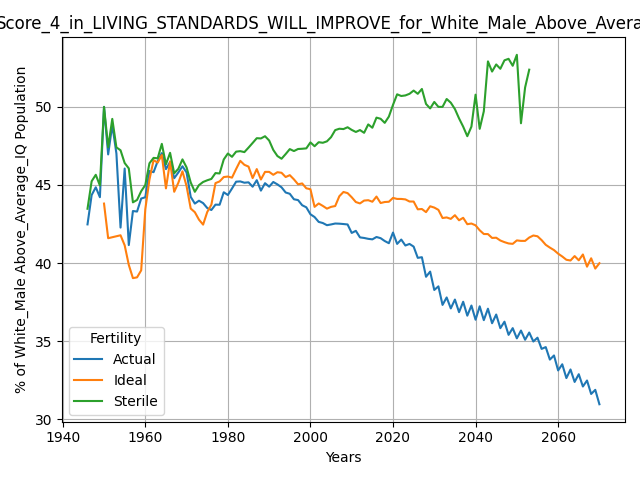 Score_4_in_LIVING_STANDARDS_WILL_IMPROVE_for_White_Male_Above_Avera
% of White_Male Above_Average_IQ Population
50
45
40
35
30
Fertility
Actual
Ideal
Sterile
1940
1960
1980
2000
2020
2040
2060
Years